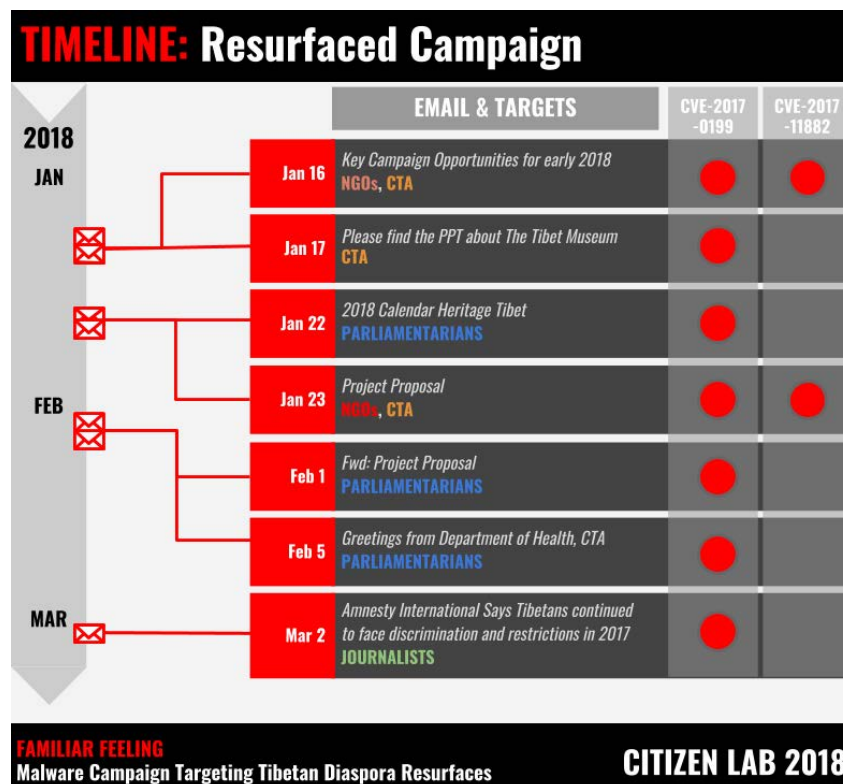 TIMELINE: Resurfaced Campaign
EMAIL & TARGETS
CVE-2017
-0199
CVE-2017
-11882
2018
JAN
Jan 16
Key Campaign Opportunities for early 2018
NGOs, CTA
Jan 17
Please find the PPT about The Tibet Museum
CTA
Jan 22
2018 Calendar Heritage Tibet
PARLIAMENTARIANS
FEB
Jan 23
Project Proposal
NGOs, CTA
Feb 1
Fwd: Project Proposal
PARLIAMENTARIANS
Feb 5
Greetings from Department of Health, CTA
PARLIAMENTARIANS
MAR
Mar 2
Amnesty International Says Tibetans continued
to face discrimination and restrictions in 2017
JOURNALISTS
FAMILIAR FEELING
Malware Campaign Targeting Tibetan Diaspora Resurfaces
CITIZEN LAB 2018